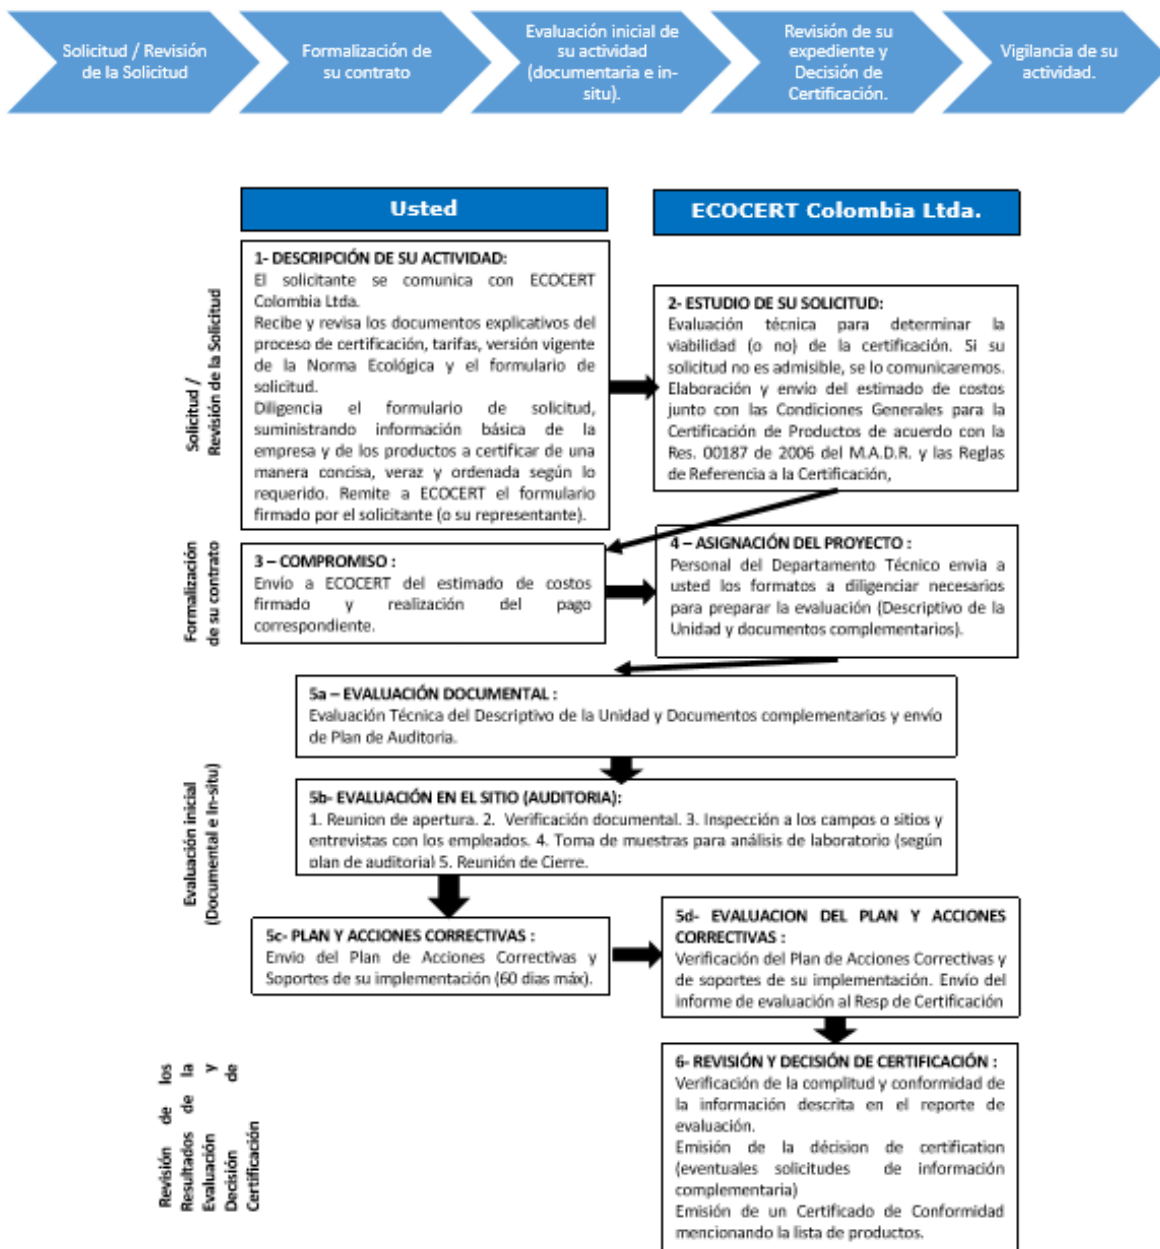 Solicitud / Revisión
de la Solicitud
Formalización de
su contrato
Evaluación inicial de
su actividad
(documentaria e in-
situ).
Revisión de su
expediente y
Decisión de
Certificación.
Vigilancia de su
actividad.
Usted
ECOCERT Colombia Ltda.
Solicitud /
Revisión de la Solicitud
1- DESCRIPCIÓN DE SU ACTIVIDAD:
El solicitante se comunica con ECOCERT
Colombia Ltda.
Recibe y revisa los documentos explicativos del
proceso de certificación, tarifas, versión vigente
de la Norma Ecológica y el formulario de
solicitud.
Diligencia el formulario de solicitud,
suministrando información básica de la
empresa y de los productos a certificar de una
manera concisa, veraz y ordenada según lo
requerido. Remite a ECOCERT el formulario
firmado por el solicitante (o su representante).
2- ESTUDIO DE SU SOLICITUD:
Evaluación técnica para determinar la
viabilidad (o no) de la certificación. Si su
solicitud no es admisible, se lo comunicaremos.
Elaboración y envío del estimado de costos
junto con las Condiciones Generales para la
Certificación de Productos de acuerdo con la
Res. 00187 de 2006 del M.A.D.R. y las Reglas
de Referencia a la Certificación,
Formalización
de su contrato
3 – COMPROMISO :
Envío a ECOCERT del estimado de costos
firmado y realización del pago
correspondiente.
4 – ASIGNACIÓN DEL PROYECTO :
Personal del Departamento Técnico envia a
usted los formatos a diligenciar necesarios
para preparar la evaluación (Descriptivo de la
Unidad y documentos complementarios).
Evaluación inicial
(Documental e In-situ)
5a – EVALUACIÓN DOCUMENTAL :
Evaluación Técnica del Descriptivo de la Unidad y Documentos complementarios y envío
de Plan de Auditoria.
5b- EVALUACIÓN EN EL SITIO (AUDITORIA):
1. Reunion de apertura. 2. Verificación documental. 3. Inspección a los campos o sitios y
entrevistas con los empleados. 4. Toma de muestras para análisis de laboratorio (según
plan de auditoria) 5. Reunión de Cierre.
5c- PLAN Y ACCIONES CORRECTIVAS :
Envio del Plan de Acciones Correctivas y
Soportes de su implementación (60 dias máx).
5d- EVALUACION DEL PLAN Y ACCIONES
CORRECTIVAS :
Verificación del Plan de Acciones Correctivas y
de soportes de su implementación. Envío del
informe de evaluación al Resp de Certificación
Revisión de los
Resultados de la
Evaluación y
Decisión de
Certificación
6- REVISIÓN Y DECISIÓN DE CERTIFICACIÓN :
Verificación de la complitud y conformidad de
la información descrita en el reporte de
evaluación.
Emisión de la décision de certification
(eventuales solicitudes de información
complementaria)
Emisión de un Certificado de Conformidad
mencionando la lista de productos.